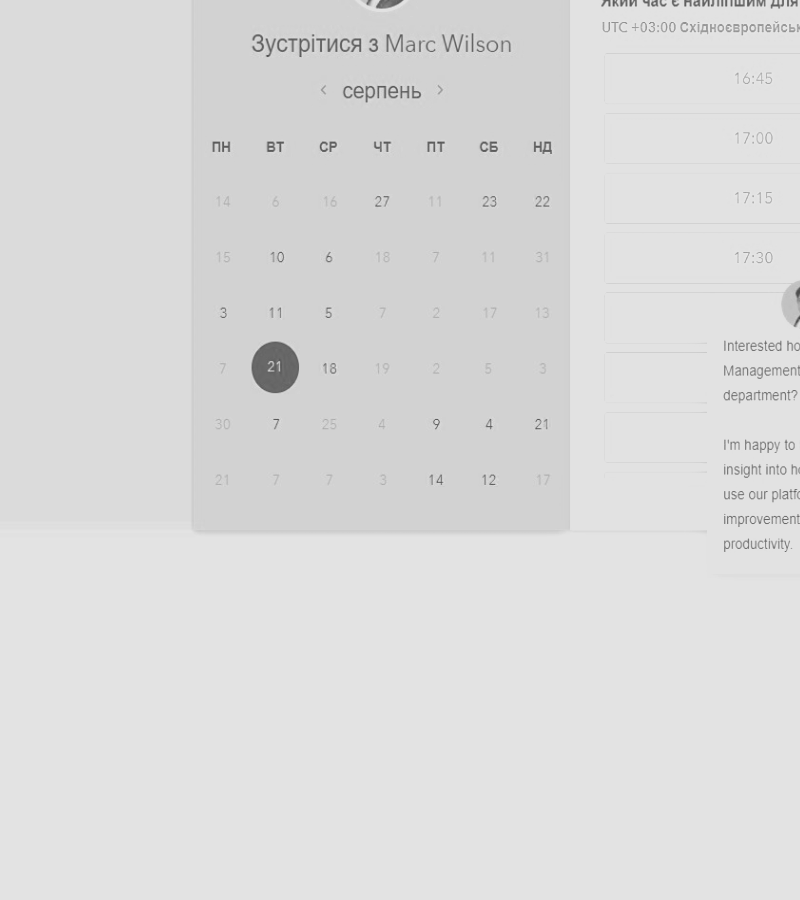 Зустрітися з Marc Wilson
‹ серпень ›
ПН ВТ СР ЧТ ПТ СБ НД
14 6 16 27 11 23 22
15 10 6 18 7 11 31
3 11 5 7 2 17 13
7 21 18 19 2 5 3
30 7 25 4 9 4 21
21 7 7 3 14 12 17
Який час є найліпшим для
UTC +03:00
16:45
17:00
17:15
17:30
Interested
Management
department?
I'm happy to
insight into
use our
improvement
productivity.